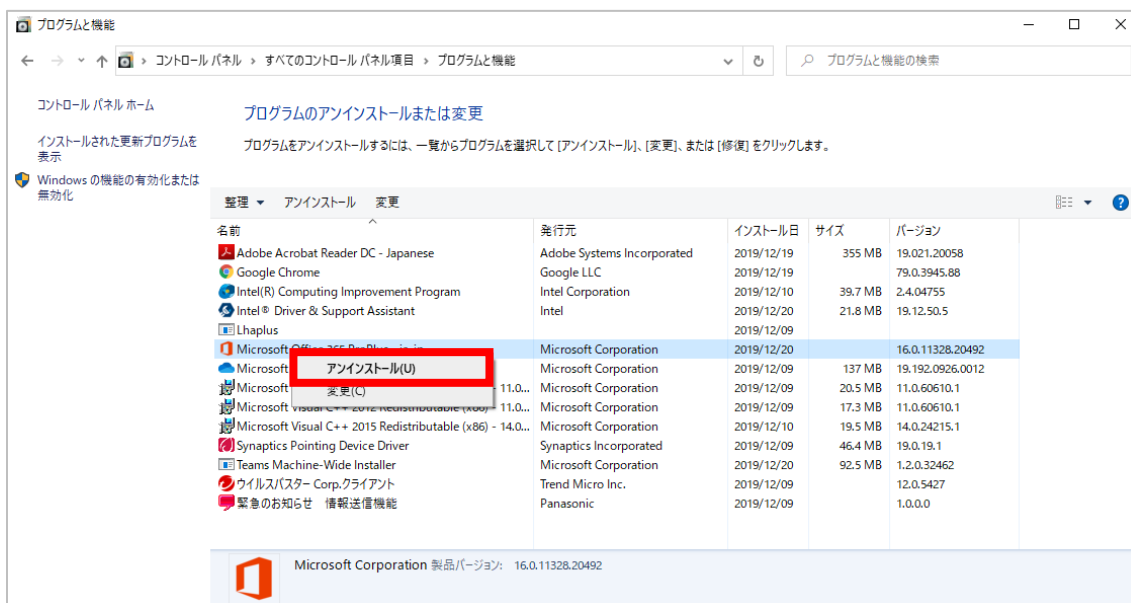 プログラムと機能
コントロール パネル › すべてのコントロール パネル項目 › プログラムと機能
プログラムと機能の検索
コントロール パネル ホーム
インストールされた更新プログラムを
表示
Windows の機能の有効化または
無効化
プログラムのアンインストールまたは変更
プログラムをアンインストールするには、一覧からプログラムを選択して [アンインストール]、[変更]、または [修復] をクリックします。
整理 アンインストール 変更
名前 発行元 インストール日 サイズ バージョン
Adobe Acrobat Reader DC - Japanese Adobe Systems Incorporated 2019/12/19 355 MB 19.021.20058
Google Chrome Google LLC 2019/12/19 79.0.3945.88
Intel(R) Computing Improvement Program Intel Corporation 2019/12/10 39.7 MB 2.4.04755
Intel® Driver & Support Assistant Intel 2019/12/20 21.8 MB 19.12.50.5
Lhaplus 2019/12/09
Microsoft Microsoft Corporation 2019/12/20 16.0.11328.20492
Microsoft Microsoft Corporation 2019/12/09 137 MB 19.192.0926.0012
アンインストール(U)
Microsoft - 11.0... Microsoft Corporation 2019/12/09 20.5 MB 11.0.60610.1
変更(C)
Microsoft Visual C++ 2012 Redistributable (x86) - 11.0... Microsoft Corporation 2019/12/09 17.3 MB 11.0.60610.1
Microsoft Visual C++ 2015 Redistributable (x86) - 14.0... Microsoft Corporation 2019/12/10 19.5 MB 14.0.24215.1
Synaptics Pointing Device Driver Synaptics Incorporated 2019/12/09 46.4 MB 19.0.19.1
Teams Machine-Wide Installer Microsoft Corporation 2019/12/20 92.5 MB 1.2.0.32462
ウイルスバスター Corp.クライアント Trend Micro Inc. 2019/12/09 12.0.5427
緊急のお知らせ 情報送信機能 Panasonic 2019/12/09 1.0.0.0
Microsoft Corporation 製品バージョン: 16.0.11328.20492